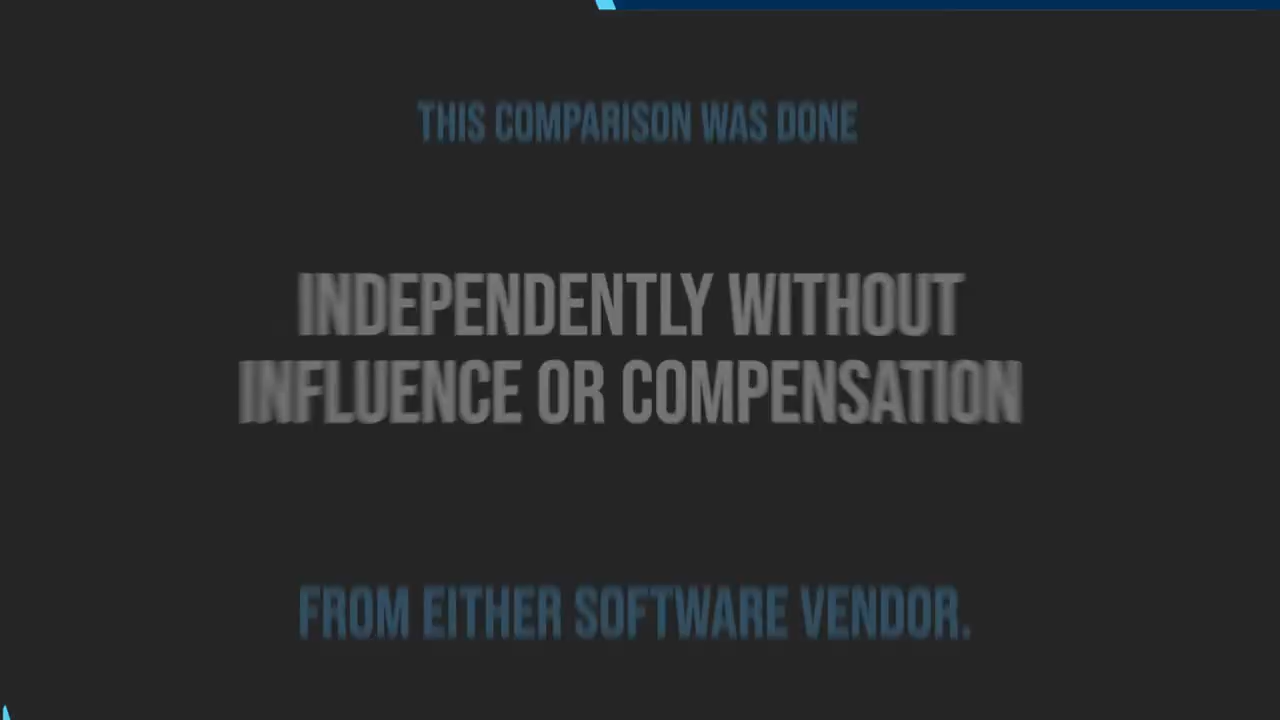 THIS COMPARISON WAS DONE
INDEPENDENTLY WITHOUT
INFLUENCE OR COMPENSATION
FROM EITHER SOFTWARE VENDOR.